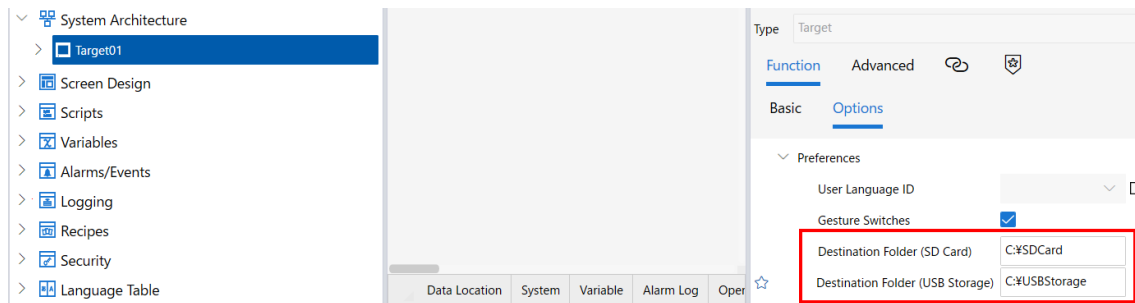 System Architecture
Target01
Screen Design
Scripts
Variables
Alarms/Events
Logging
Recipes
Security
Language Table
Data Location System Variable Alarm Log Oper
Type Target
Function Advanced
Basic Options
Preferences
User Language ID
Gesture Switches
Destination Folder (SD Card) C:¥SDCard
Destination Folder (USB Storage) C:¥USBStorage